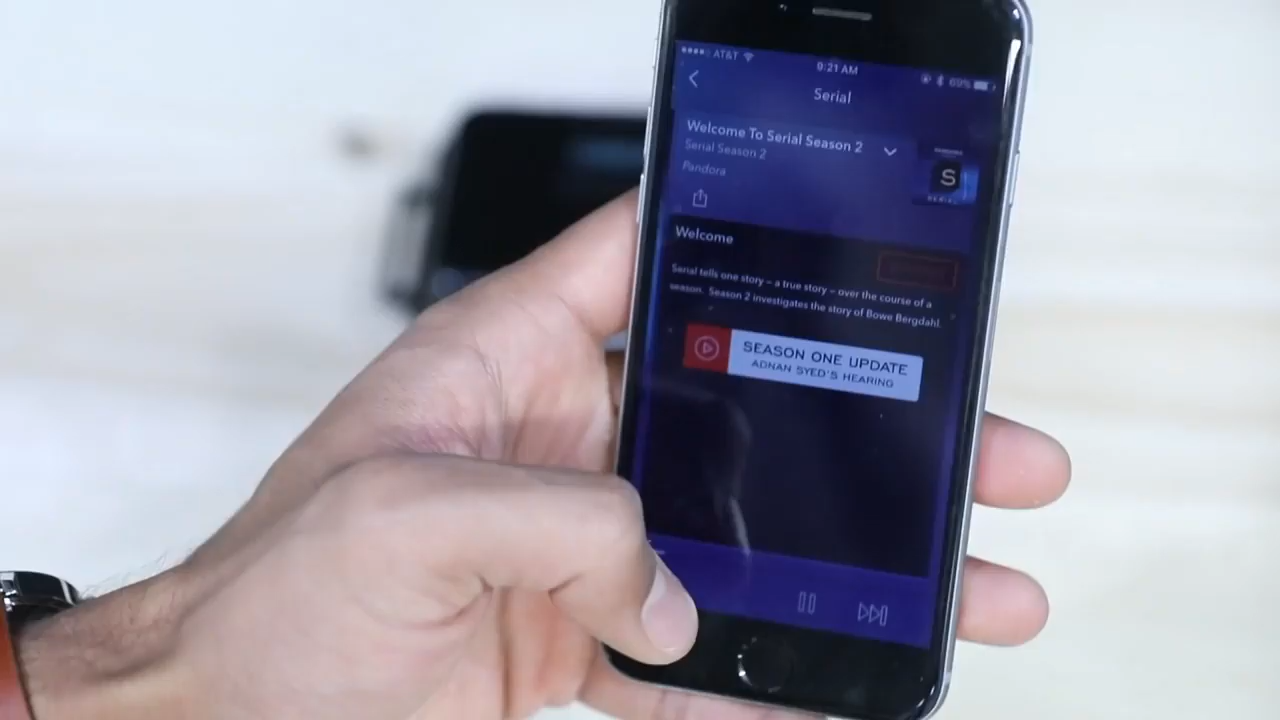 AT&T
9:21 AM
69%
Serial
Welcome To Serial Season 2
Serial Season 2
Pandora
S
Welcome
Serial tells one story – a true story – over the course of a
season. Season 2 investigates the story of Bowe Bergdahl.
SEASON ONE UPDATE
ADNAN SYED'S HEARING